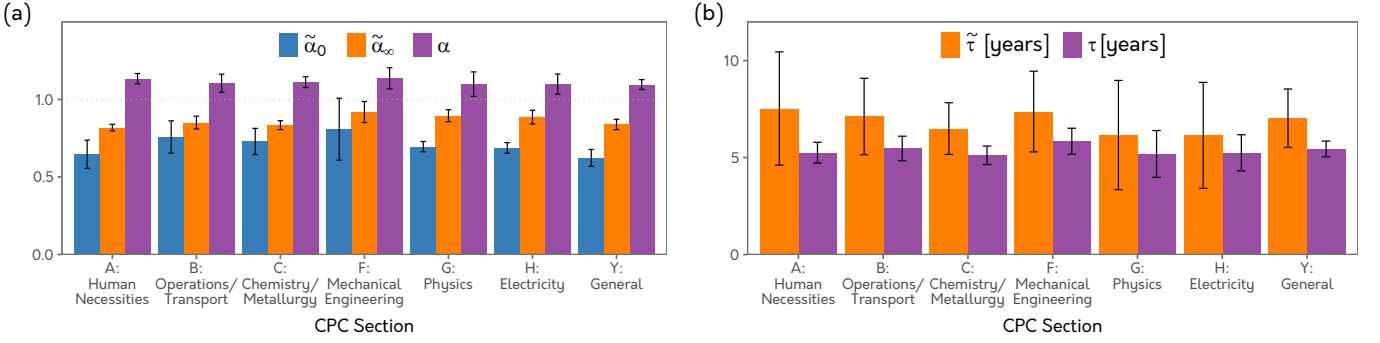 (a)
α̃₀ α̃∞ α
1.0
0.5
0.0
A: Human Necessities
B: Operations/ Transport
C: Chemistry/ Metallurgy
F: Mechanical Engineering
G: Physics
H: Electricity
Y: General
CPC Section
(b)
τ̃ [years] τ [years]
10
5
0
A: Human Necessities
B: Operations/ Transport
C: Chemistry/ Metallurgy
F: Mechanical Engineering
G: Physics
H: Electricity
Y: General
CPC Section